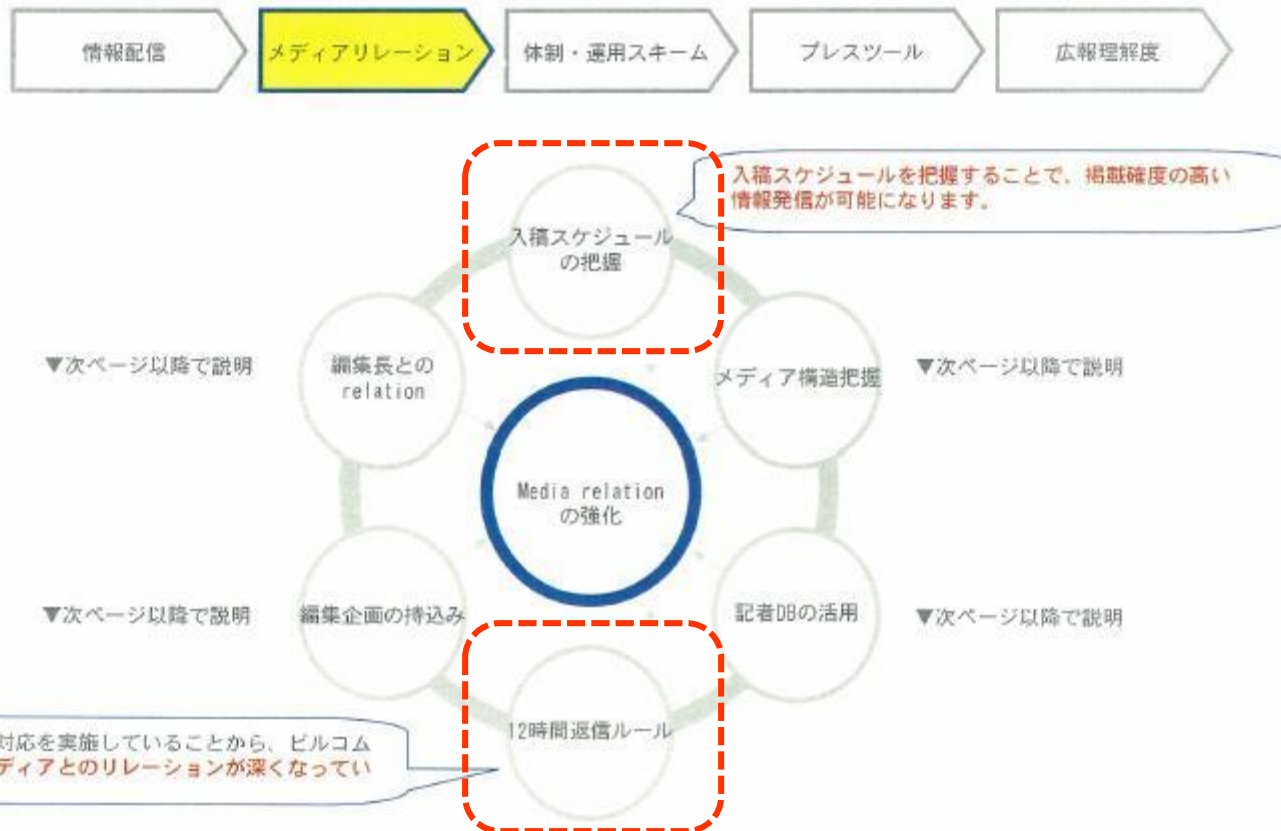 情報配信
メディアリレーション
体制・運用スキーム
プレスツール
広報理解度
入稿スケジュールを把握することで、掲載確度の高い
情報発信が可能になります。
入稿スケジュール
の把握
▼次ページ以降で説明
編集長との
relation
メディア構造把握
▼次ページ以降で説明
Media relation
の強化
▼次ページ以降で説明
編集企画の持込み
記者DBの活用
▼次ページ以降で説明
12時間返信ルール
対応を実施していることから、ビルコム
ディアとのリレーションが深くなってい